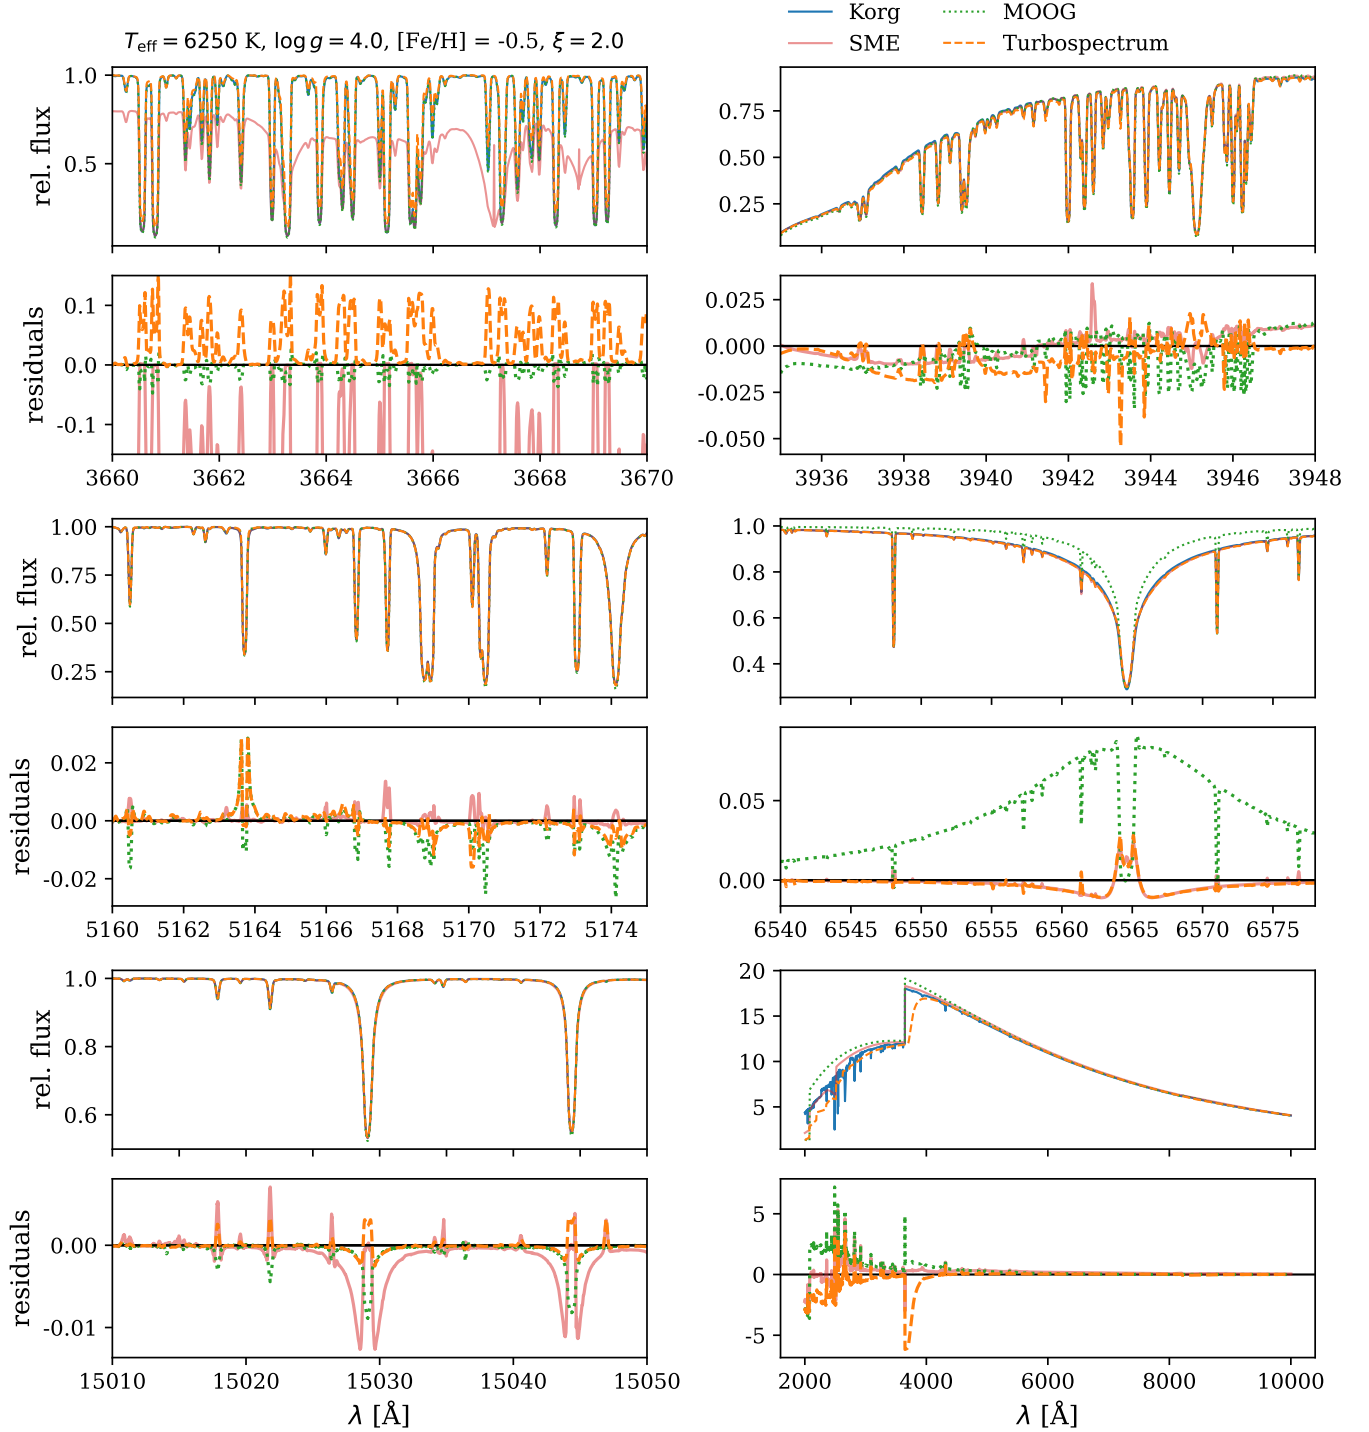 Korg
SME
MOOG
Turbospectrum
T_eff = 6250 K, log g = 4.0, [Fe/H] = -0.5, ξ = 2.0
rel. flux
1.0
0.5
0.75
0.50
0.25
residuals
0.1
0.0
-0.1
3660 3662 3664 3666 3668 3670
0.025
0.000
-0.025
-0.050
3936 3938 3940 3942 3944 3946 3948
rel. flux
1.00
0.75
0.50
0.25
1.0
0.8
0.6
0.4
residuals
0.02
0.00
-0.02
5160 5162 5164 5166 5168 5170 5172 5174
0.05
0.00
6540 6545 6550 6555 6560 6565 6570 6575
rel. flux
1.0
0.8
0.6
20
15
10
5
residuals
0.00
-0.01
15010 15020 15030 15040 15050
λ [Å]
5
0
-5
2000 4000 6000 8000 10000
λ [Å]